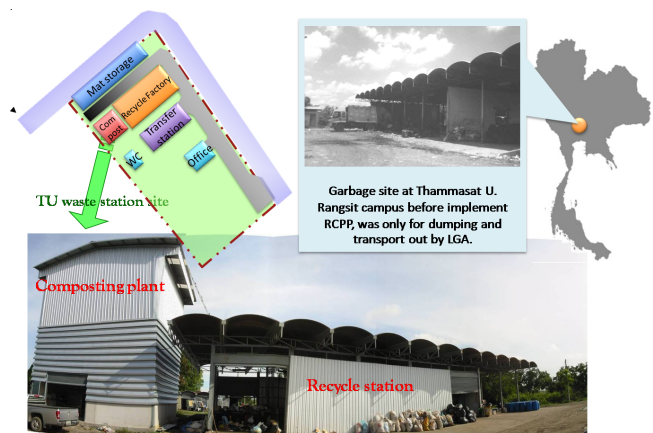 Mat storage
Recycle Factory
Com
post
Transfer
station
WC
Office
TU waste station site
Garbage site at Thammasat U.
Rangsit campus before implement
RCPP, was only for dumping and
transport out by LGA.
Composting plant
Recycle station